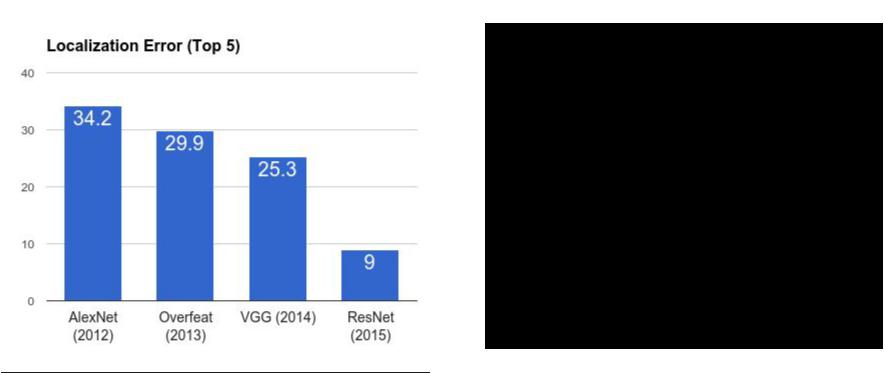 Localization Error (Top 5)
40
30
20
10
0
34.2
29.9
25.3
9
AlexNet
(2012)
Overfeat
(2013)
VGG (2014)
ResNet
(2015)